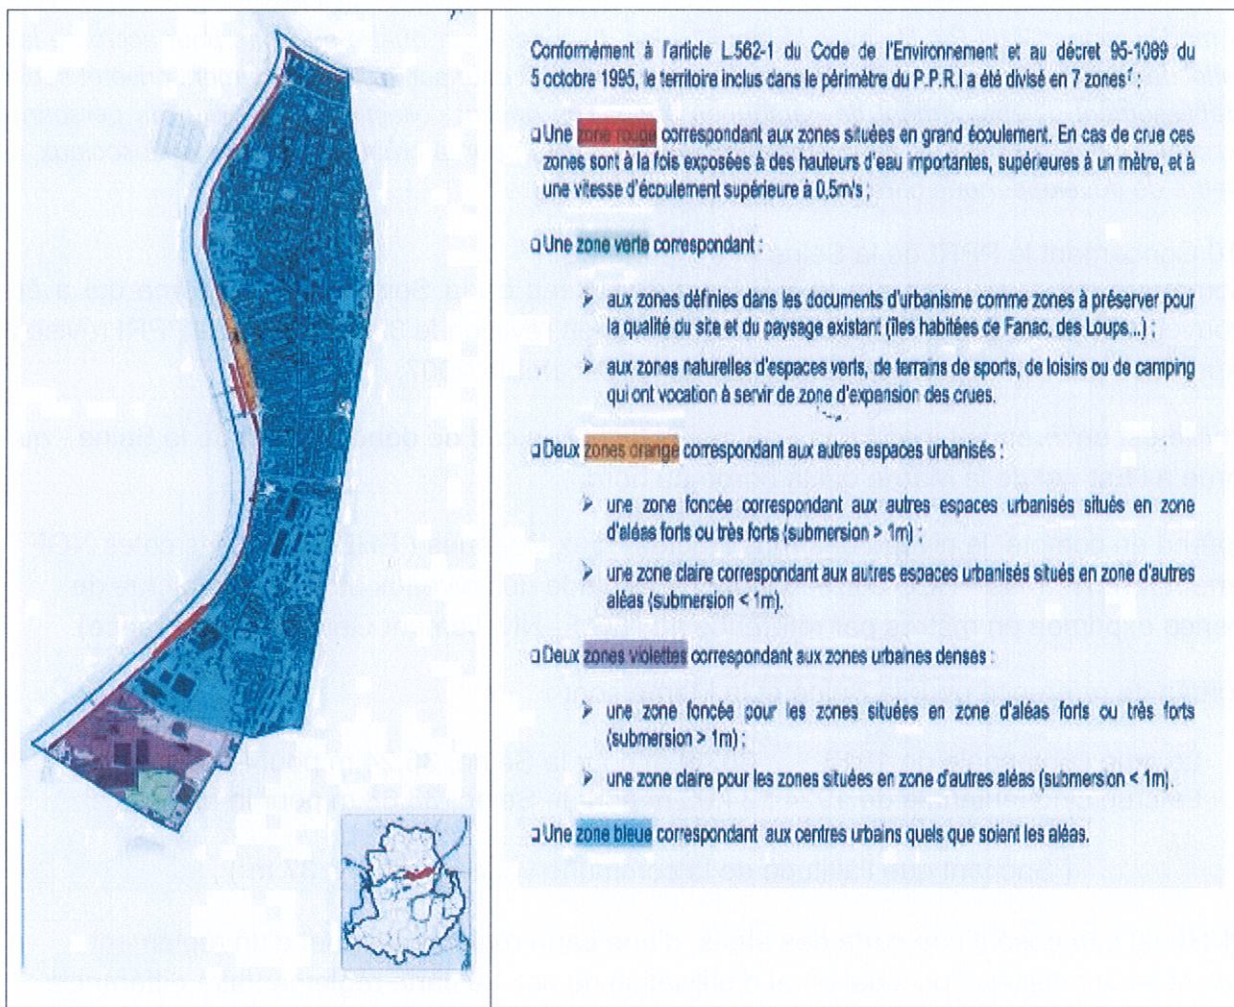 Conformément à l'article L.562-1 du Code de l'Environnement et au décret 95-1089 du
5 octobre 1995, le territoire inclus dans le périmètre du P.P.R.I a été divisé en 7 zones¹ :
❑ Une zone rouge correspondant aux zones situées en grand écoulement. En cas de crue ces
zones sont à la fois exposées à des hauteurs d'eau importantes, supérieures à un mètre, et à
une vitesse d'écoulement supérieure à 0,5m/s ;
❑ Une zone verte correspondant :
➢ aux zones définies dans les documents d'urbanisme comme zones à préserver pour
la qualité du site et du paysage existant (îles habitées de Fanac, des Loups...) ;
➢ aux zones naturelles d'espaces verts, de terrains de sports, de loisirs ou de camping
qui ont vocation à servir de zone d'expansion des crues.
❑ Deux zones orange correspondant aux autres espaces urbanisés :
➢ une zone foncée correspondant aux autres espaces urbanisés situés en zone
d'aléas forts ou très forts (submersion > 1m) ;
➢ une zone claire correspondant aux autres espaces urbanisés situés en zone d'autres
aléas (submersion < 1m).
❑ Deux zones violettes correspondant aux zones urbaines denses :
➢ une zone foncée pour les zones situées en zone d'aléas forts ou très forts
(submersion > 1m) ;
➢ une zone claire pour les zones situées en zone d'autres aléas (submersion < 1m).
❑ Une zone bleue correspondant aux centres urbains quels que soient les aléas.